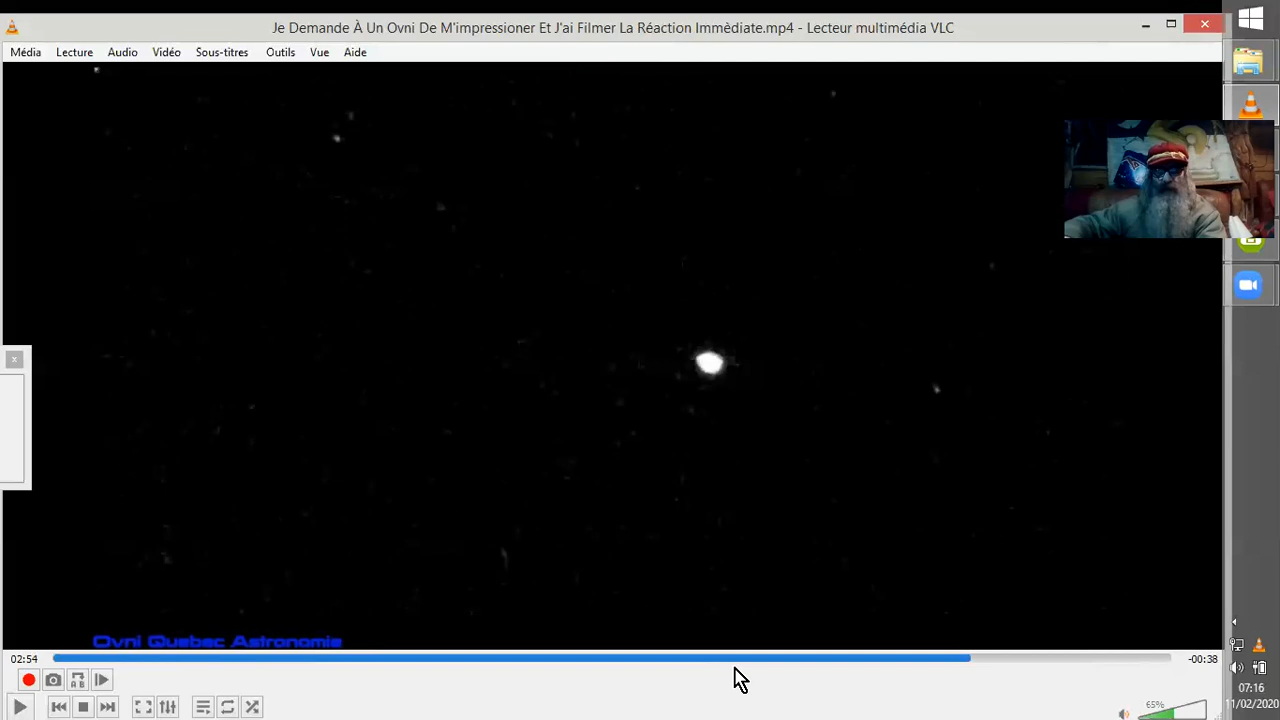 Je Demande À Un Ovni De M'impressioner Et J'ai Filmer La Réaction Immèdiate.mp4 - Lecteur multimédia VLC
Média Lecture Audio Vidéo Sous-titres Outils Vue Aide
Ovni Quebec Astronomie
02:54 -00:38
65%
07:16
11/02/2020